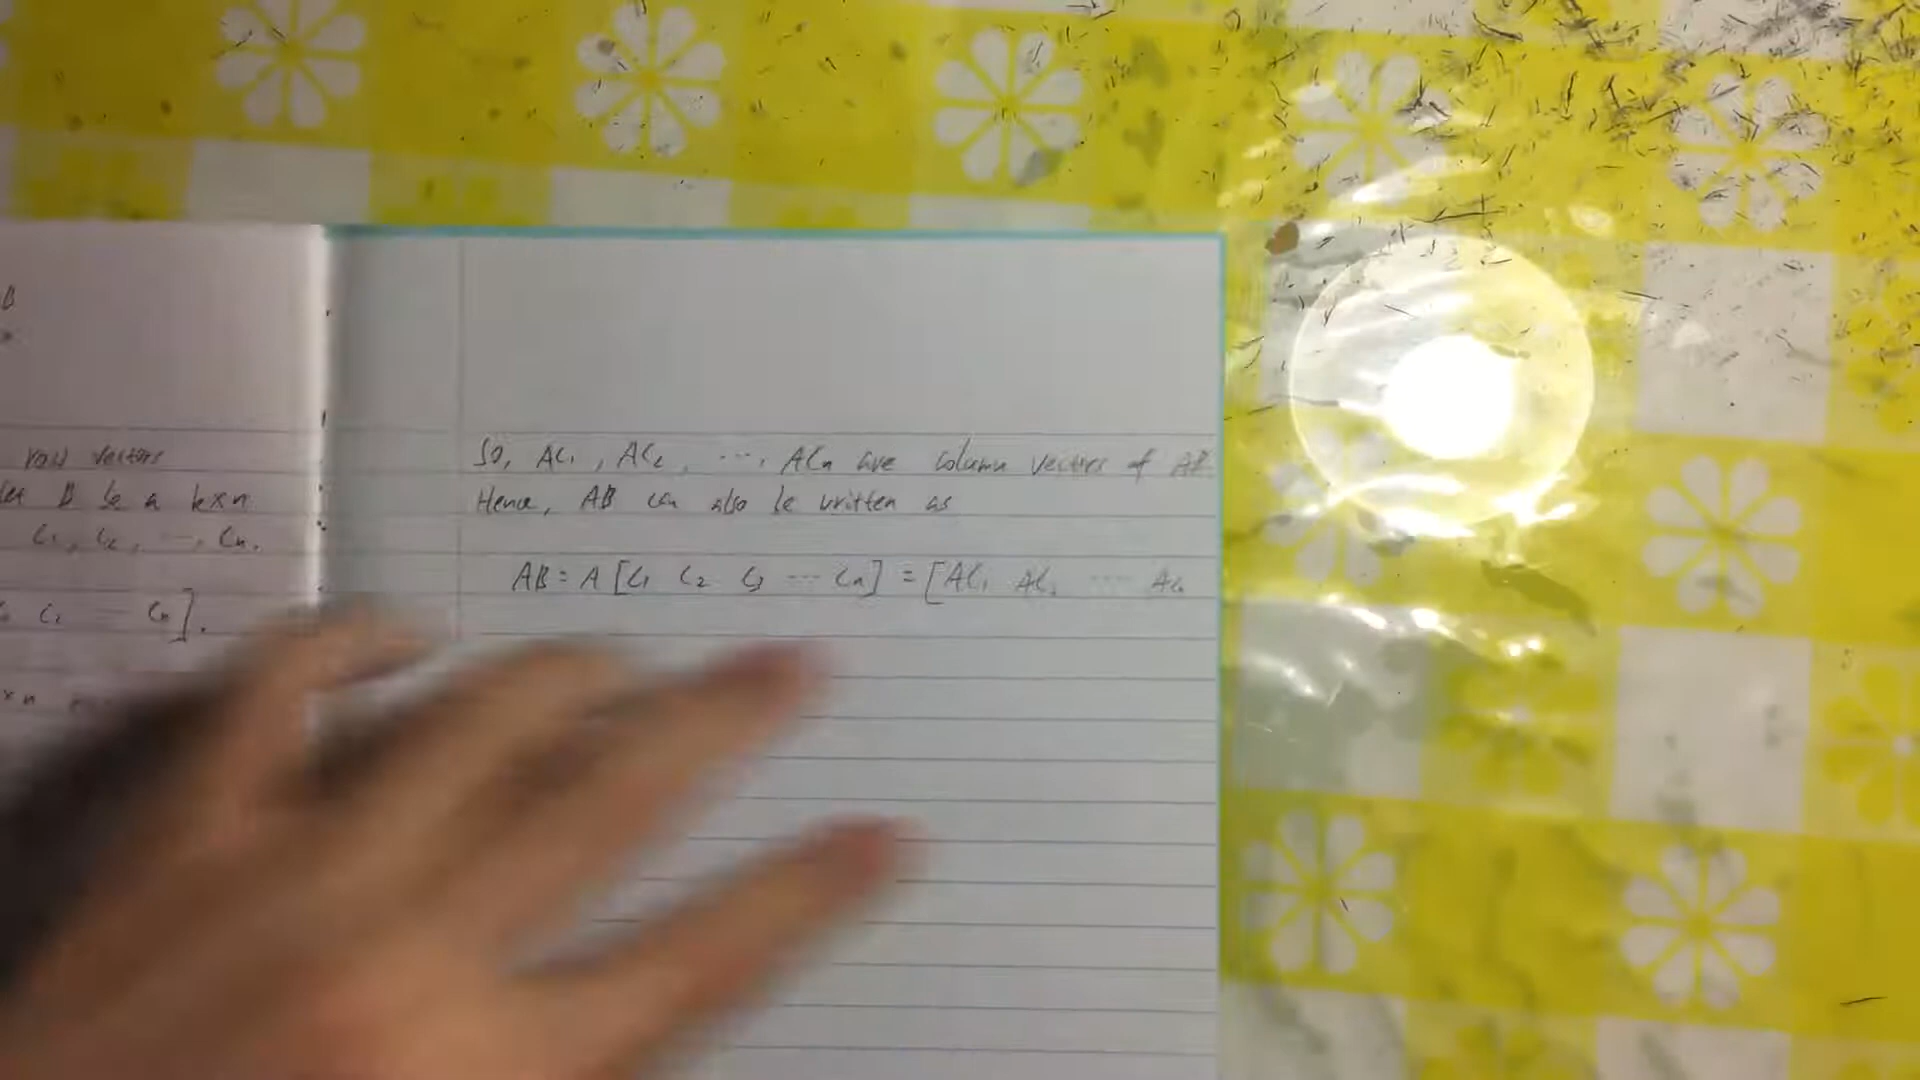 B
row vectors
let B be a k×n
C₁, C₂, ..., Cn.
C₂ ... Cn].
×n
So, AC₁, AC₂, ..., ACn are column vectors of AB
Hence, AB can also be written as
AB = A [C₁ C₂ C₃ ... Cn] = [AC₁ AC₂ ... ACn